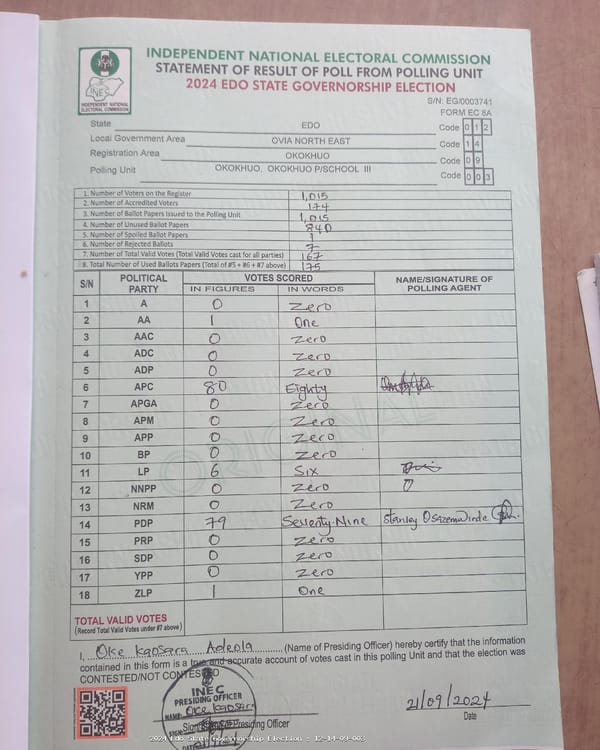 INDEPENDENT NATIONAL ELECTORAL COMMISSION
STATEMENT OF RESULT OF POLL FROM POLLING UNIT
2024 EDO STATE GOVERNORSHIP ELECTION
INEC
INDEPENDENT NATIONAL
ELECTORAL COMMISSION
S/N: EG/0003741
FORM EC 8A
State EDO Code 0 1 2
Local Government Area OVIA NORTH EAST Code 1 4
Registration Area OKOKHUO Code 0 9
Polling Unit OKOKHUO, OKOKHUO P/SCHOOL III Code 0 0 3
1. Number of Voters on the Register 1,015
2. Number of Accredited Voters 174
3. Number of Ballot Papers Issued to the Polling Unit 1,015
4. Number of Unused Ballot Papers 840
5. Number of Spoiled Ballot Papers 1
6. Number of Rejected Ballots 7
7. Number of Total Valid Votes (Total Valid Votes cast for all parties) 167
8. Total Number of Used Ballots Papers (Total of #5 + #6 + #7 above) 175
S/N POLITICAL PARTY VOTES SCORED NAME/SIGNATURE OF POLLING AGENT
IN FIGURES IN WORDS
1 A 0 Zero
2 AA 1 One
3 AAC 0 Zero
4 ADC 0 Zero
5 ADP 0 Zero
6 APC 80 Eighty
7 APGA 0 Zero
8 APM 0 Zero
9 APP 0 Zero
10 BP 0 Zero
11 LP 6 Six
12 NNPP 0 Zero 0
13 NRM 0 Zero
14 PDP 79 Seventy-Nine Stanley
15 PRP 0 Zero
16 SDP 0 Zero
17 YPP 0 Zero
18 ZLP 1 One
TOTAL VALID VOTES
(Record Total Valid Votes under #7 above)
ORIGINAL
I, Oke Kaosara Adeola (Name of Presiding Officer) hereby certify that the information
contained in this form is a true and accurate account of votes cast in this polling Unit and that the election was
CONTESTED/NOT CONTESTED
INEC
PRESIDING OFFICER
NAME: Oke Kaosara
Presiding Officer
21/09/2024
Date
2024 Edo State Governorship Election - 12-14-09-003